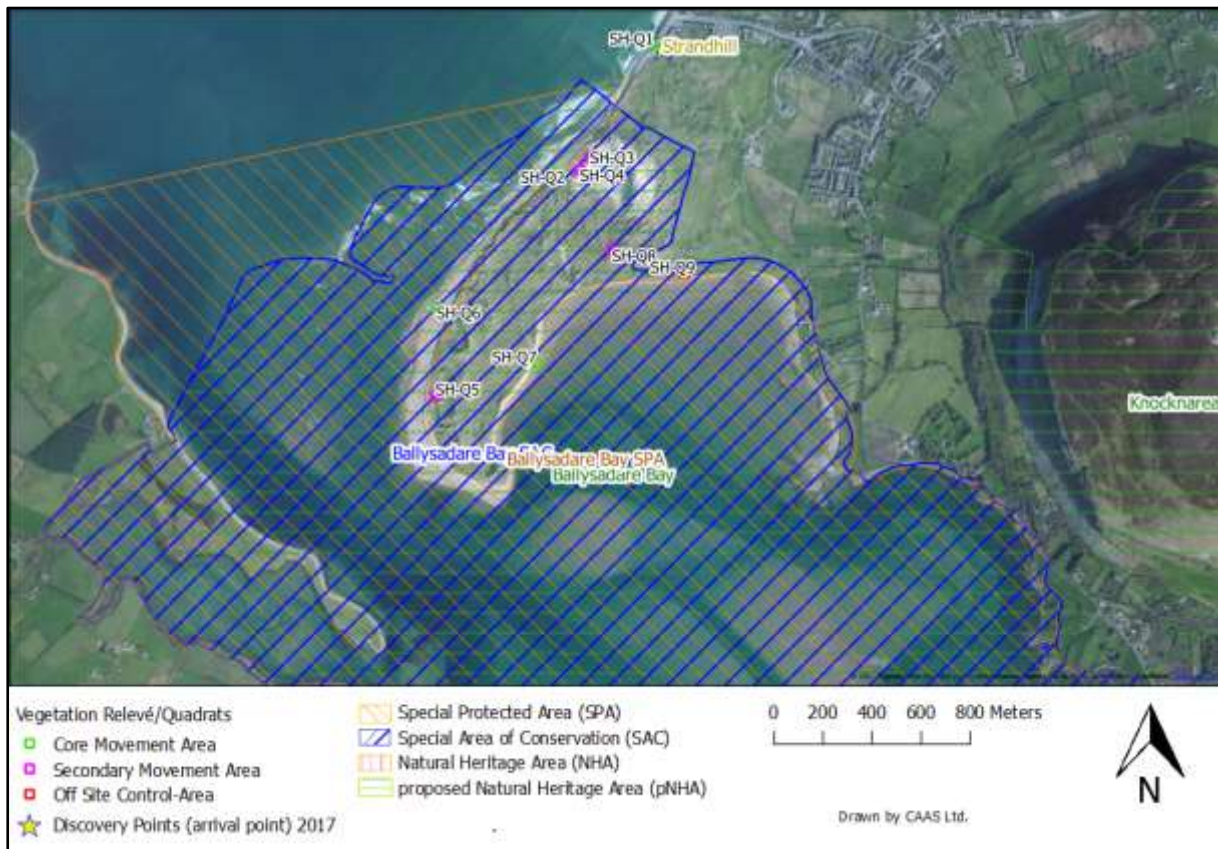 SH-Q1
Strandhill
SH-Q3
SH-Q2 SH-Q4
SH-Q9
SH-Q6
SH-Q7
Knocknarea
SH-Q5
Ballysadare Bay SPA
Ballysadare Bay
Vegetation Relevé/Quadrats
Core Movement Area
Secondary Movement Area
Off Site Control-Area
Discovery Points (arrival point) 2017
Special Protected Area (SPA)
Special Area of Conservation (SAC)
Natural Heritage Area (NHA)
proposed Natural Heritage Area (pNHA)
0 200 400 600 800 Meters
Drawn by CAAS Ltd.
N